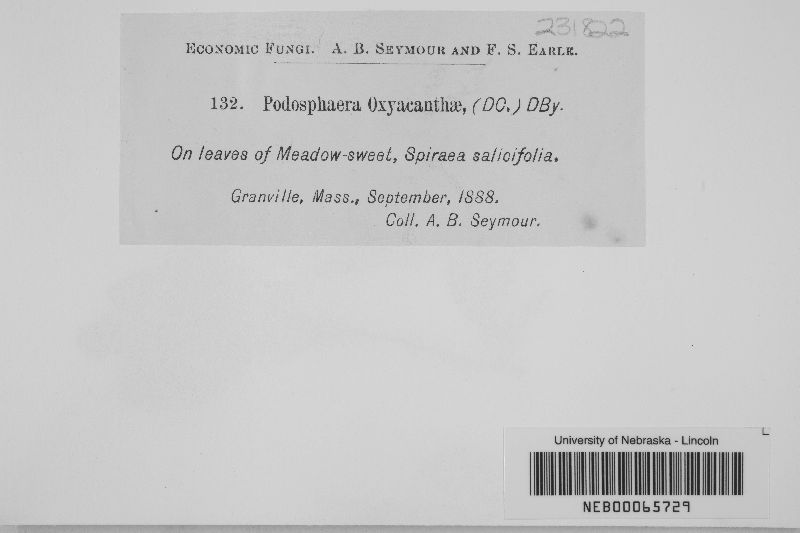 231822
ECONOMIC FUNGI. A. B. SEYMOUR AND F. S. EARLE.
132. Podosphaera Oxyacanthæ, (DC.) DBy.
On leaves of Meadow-sweet, Spiraea salicifolia.
Granville, Mass., September, 1888.
Coll. A. B. Seymour.
University of Nebraska - Lincoln
NEB00065729